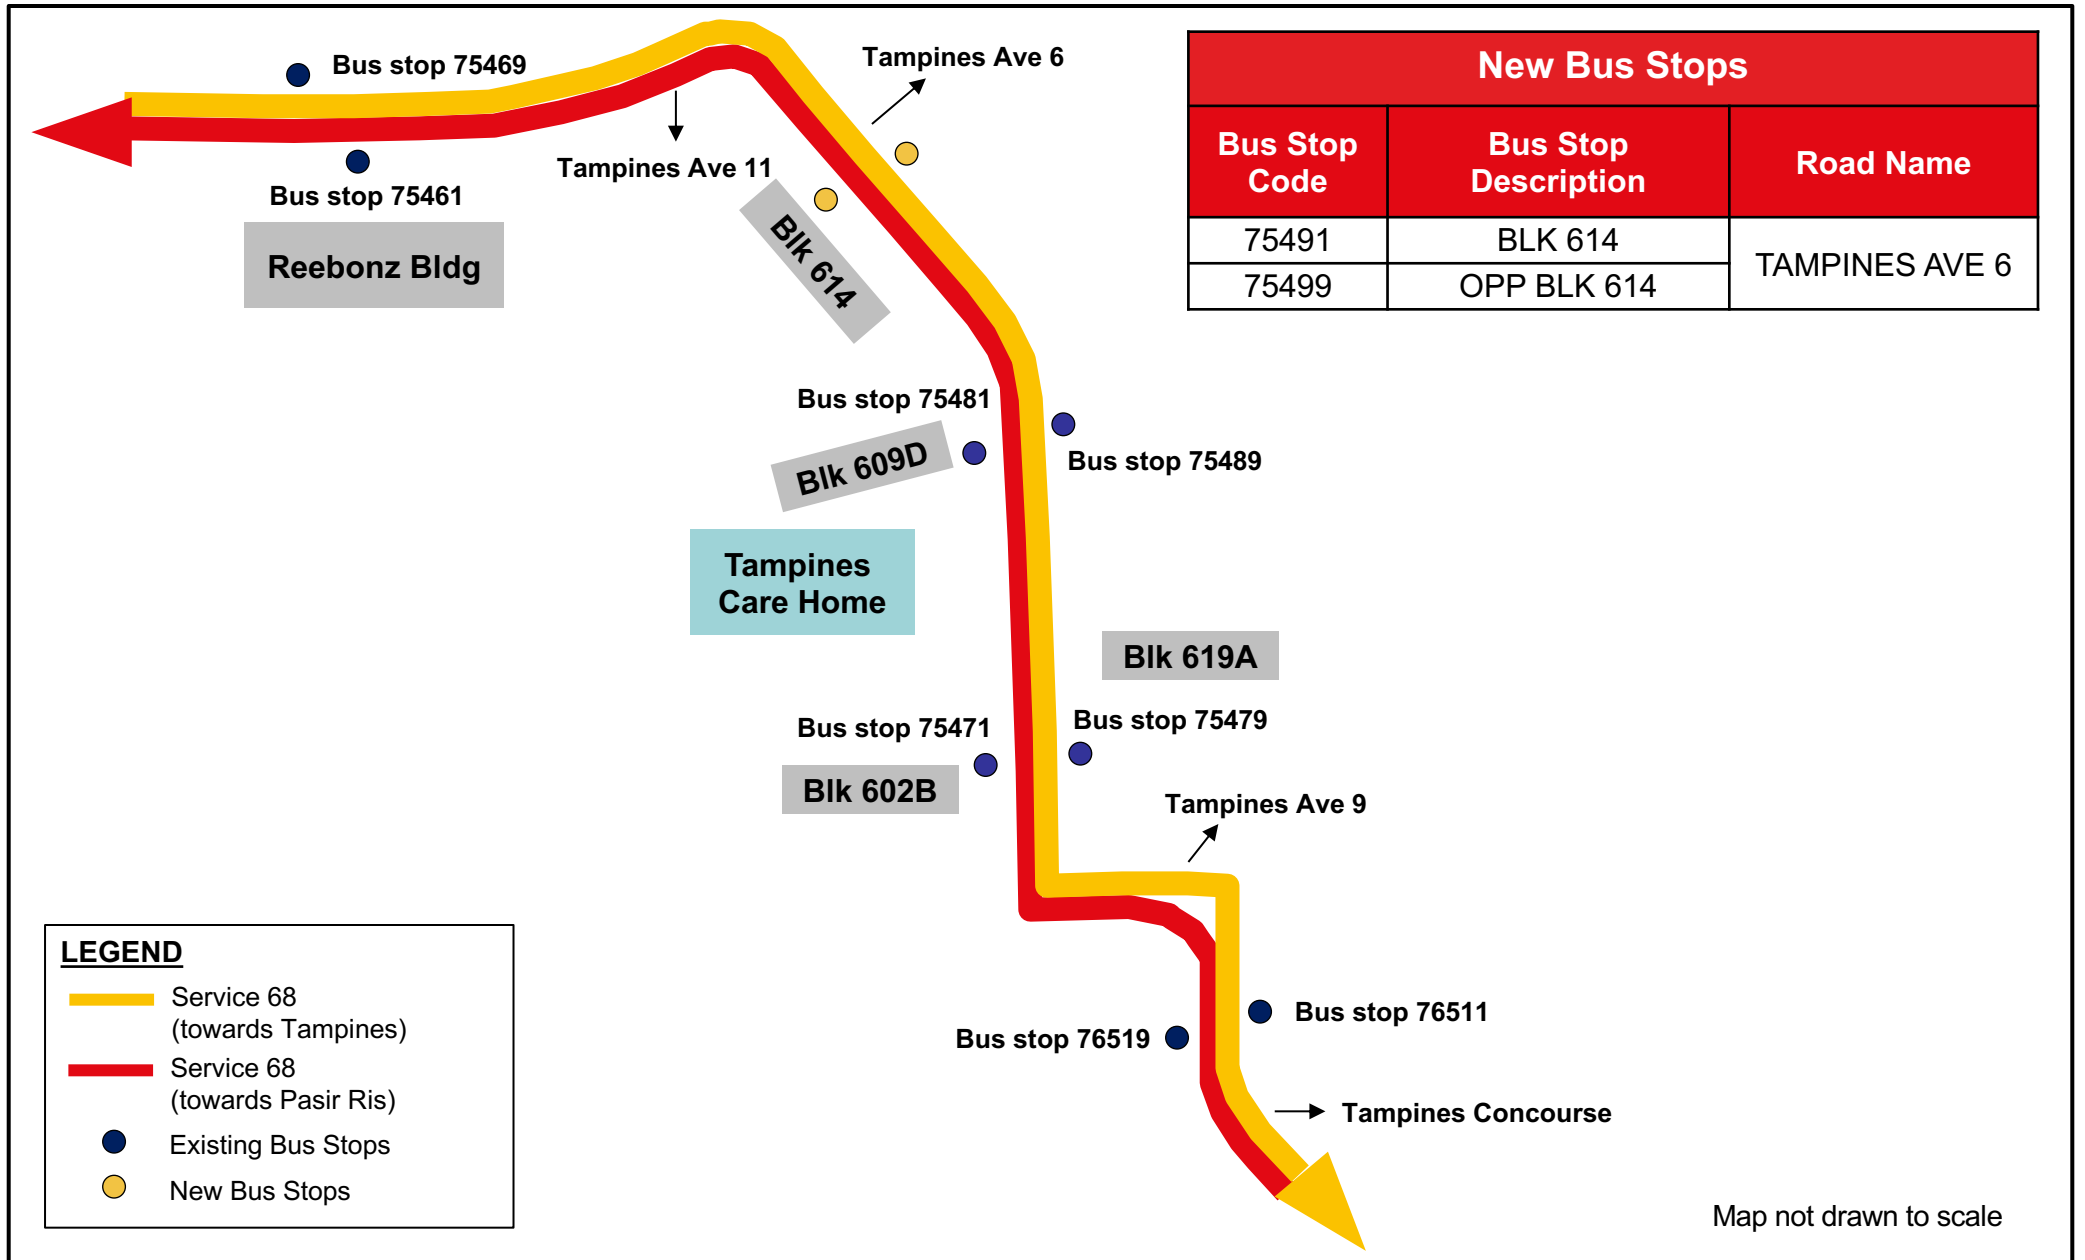 Bus stop 75469
Tampines Ave 6
Bus stop 75461
Tampines Ave 11
Reebonz Bldg
Blk 614
New Bus Stops
Bus Stop
Code
Bus Stop
Description
Road Name
75491
BLK 614
TAMPINES AVE 6
75499
OPP BLK 614
Bus stop 75481
Blk 609D
Bus stop 75489
Tampines
Care Home
Blk 619A
Bus stop 75471
Bus stop 75479
Blk 602B
Tampines Ave 9
Bus stop 76519
Bus stop 76511
Tampines Concourse
LEGEND
Service 68
(towards Tampines)
Service 68
(towards Pasir Ris)
Existing Bus Stops
New Bus Stops
Map not drawn to scale